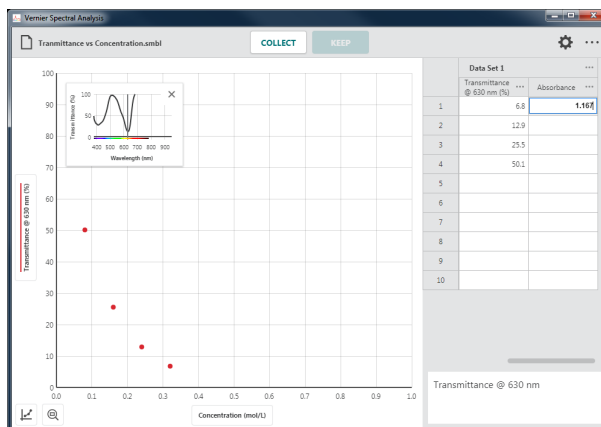 Vernier Spectral Analysis
Tranmittance vs Concentration.smbl
COLLECT
KEEP
100
90
80
70
60
50
40
30
20
10
0
Transmittance @ 630 nm (%)
0.0 0.1 0.2 0.3 0.4 0.5 0.6 0.7 0.8 0.9 1.0
Concentration (mol/L)
100
50
0
Transmittance (%)
400 500 600 700 800 900
Wavelength (nm)
Data Set 1
Transmittance @ 630 nm (%) Absorbance
1 6.8 1.167
2 12.9
3 25.5
4 50.1
5
6
7
8
9
10
Transmittance @ 630 nm